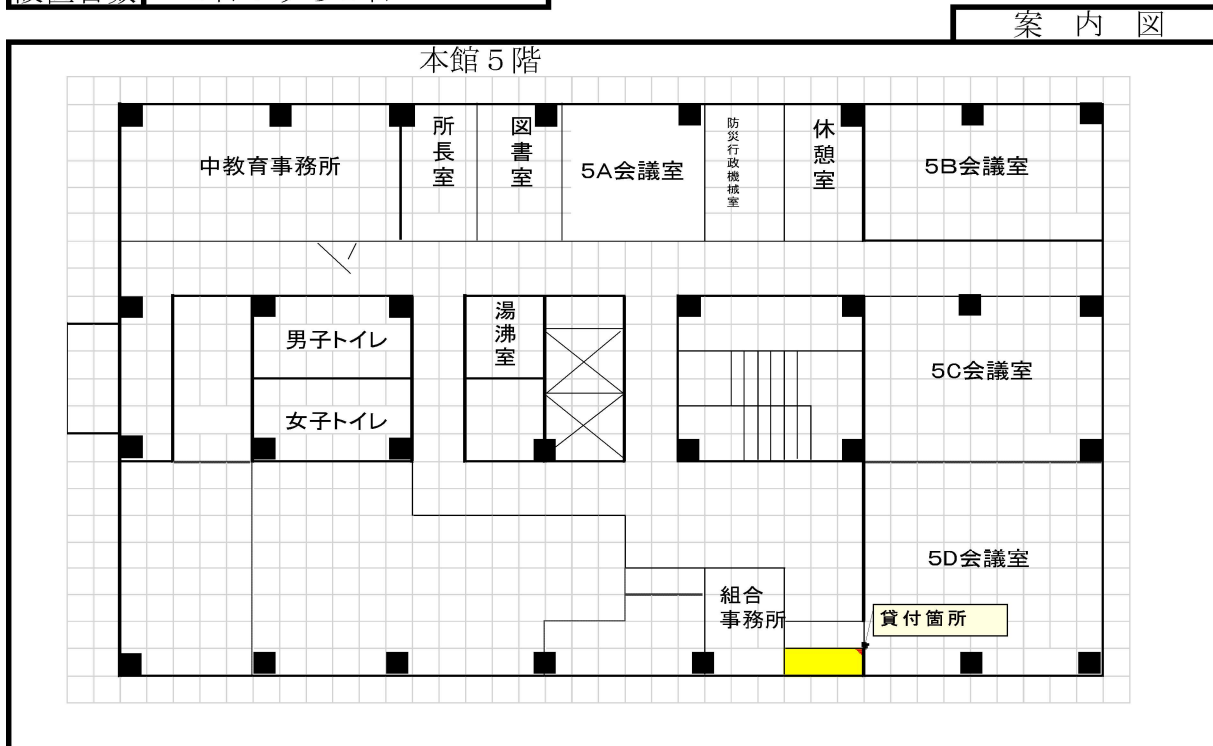 案 内 図
本館５階
中教育事務所
所長室
図書室
5A会議室
防災行政機械室
休憩室
5B会議室
男子トイレ
女子トイレ
湯沸室
5C会議室
5D会議室
組合
事務所
貸付箇所